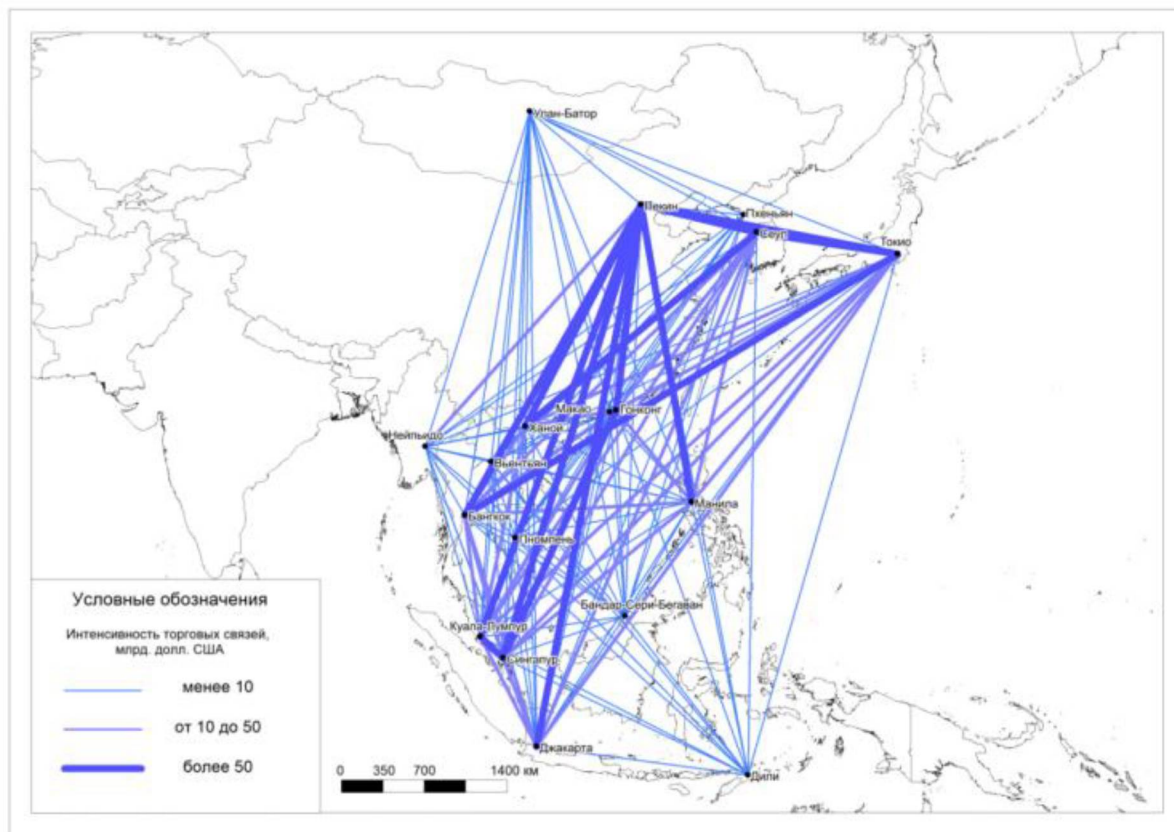 Улан-Батор
Пекин
Пхеньян
Сеул
Токио
Макао
Гонконг
Ханой
Нейпьидо
Вьентьян
Бангкок
Манила
Пномпень
Бандар-Сери-Бегаван
Куала-Лумпур
Сингапур
Джакарта
Дили
Условные обозначения
Интенсивность торговых связей,
млрд. долл. США
менее 10
от 10 до 50
более 50
0 350 700 1400 км